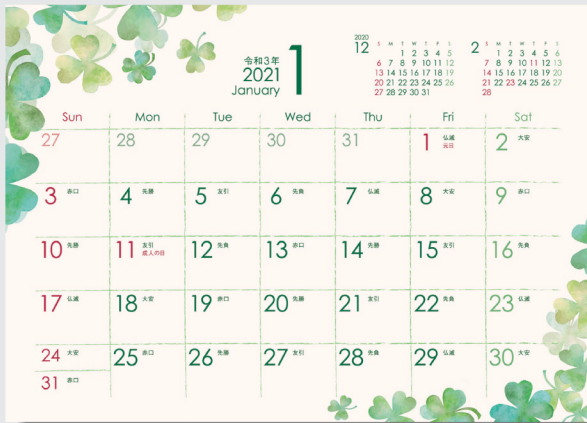 令和3年
2021
January
1
2020
12
S M T W T F S
1 2 3 4 5
6 7 8 9 10 11 12
13 14 15 16 17 18 19
20 21 22 23 24 25 26
27 28 29 30 31
2
S M T W T F S
1 2 3 4 5 6
7 8 9 10 11 12 13
14 15 16 17 18 19 20
21 22 23 24 25 26 27
28
Sun Mon Tue Wed Thu Fri Sat
27 28 29 30 31 1 仏滅 元日 2 大安
3 赤口 4 先勝 5 友引 6 先負 7 仏滅 8 大安 9 赤口
10 先勝 11 友引 成人の日 12 先負 13 赤口 14 先勝 15 友引 16 先負
17 仏滅 18 大安 19 赤口 20 先勝 21 友引 22 先負 23 仏滅
24 大安 25 赤口 26 先勝 27 友引 28 先負 29 仏滅 30 大安
31 赤口